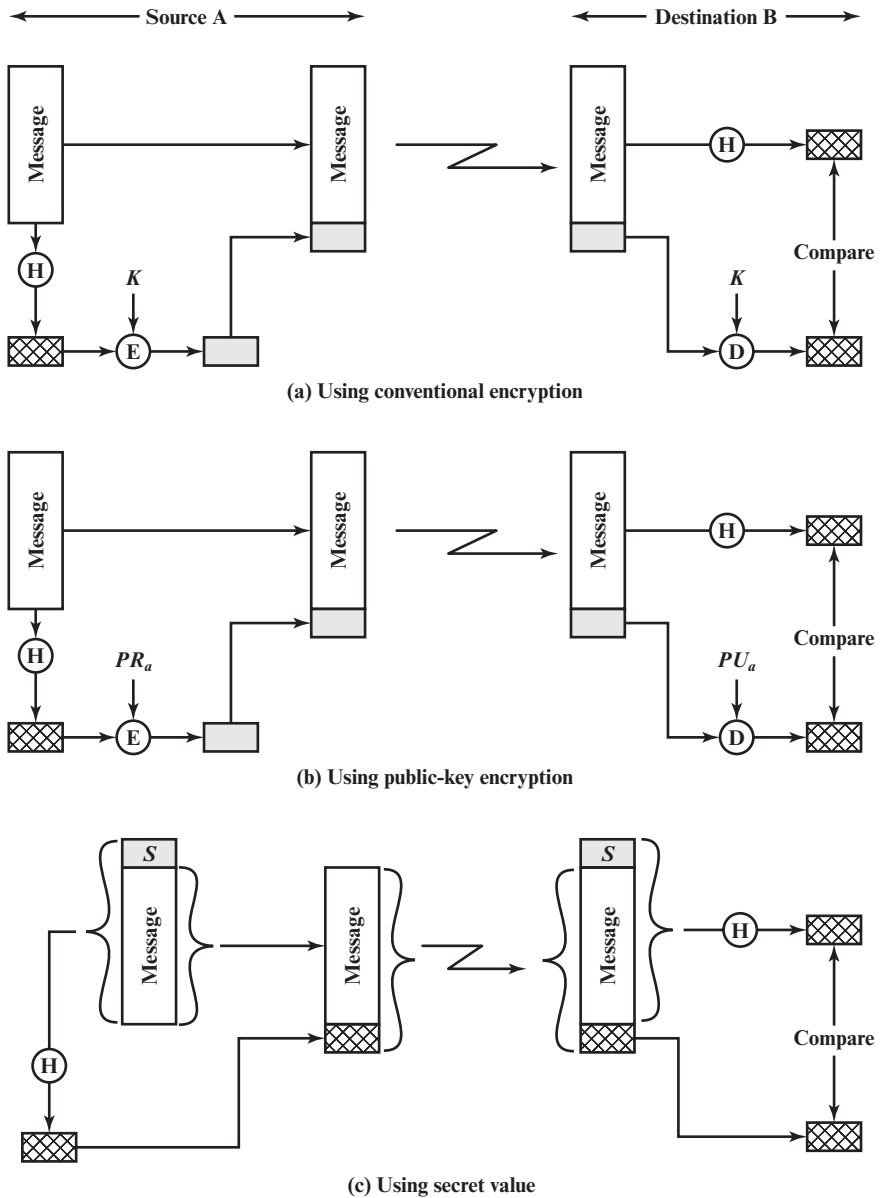 Source A
Destination B
Message
Message
Message
H
H
K
K
Compare
E
D
(a) Using conventional encryption
Message
Message
Message
H
H
PRa
PUa
Compare
E
D
(b) Using public-key encryption
S
S
Message
Message
Message
H
H
Compare
(c) Using secret value